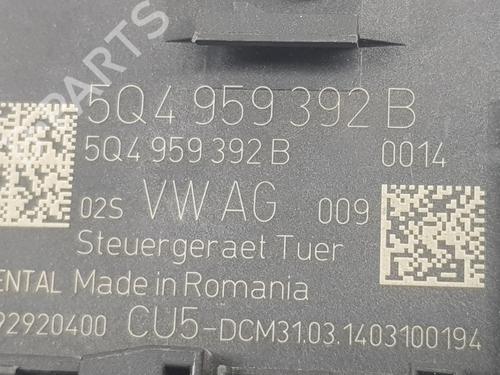 5Q4 959 392 B
5Q4 959 392 B 0014
02S VW AG 009
Steuergeraet Tuer
ENTAL Made in Romania
92920400 CU5-DCM31.03.1403100194
PARTS